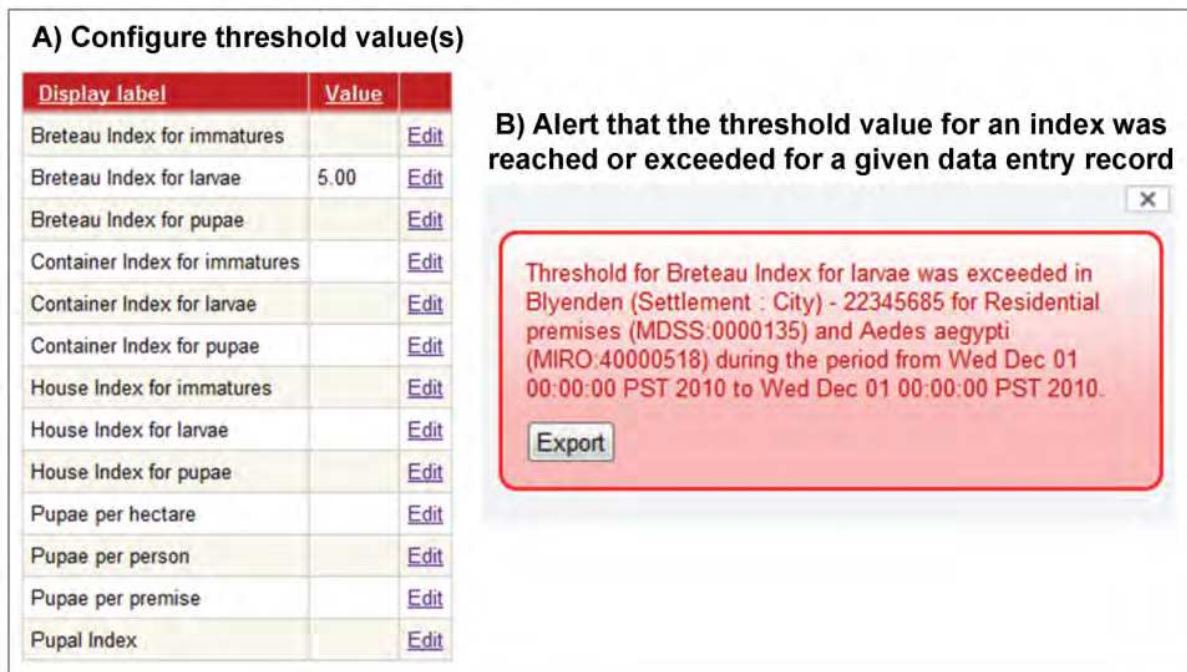 A) Configure threshold value(s)
Display label Value
Breteau Index for immatures Edit
Breteau Index for larvae 5.00 Edit
Breteau Index for pupae Edit
Container Index for immatures Edit
Container Index for larvae Edit
Container Index for pupae Edit
House Index for immatures Edit
House Index for larvae Edit
House Index for pupae Edit
Pupae per hectare Edit
Pupae per person Edit
Pupae per premise Edit
Pupal Index Edit
B) Alert that the threshold value for an index was
reached or exceeded for a given data entry record
Threshold for Breteau Index for larvae was exceeded in
Blyenden (Settlement : City) - 22345685 for Residential
premises (MDSS:0000135) and Aedes aegypti
(MIRO:40000518) during the period from Wed Dec 01
00:00:00 PST 2010 to Wed Dec 01 00:00:00 PST 2010.
Export